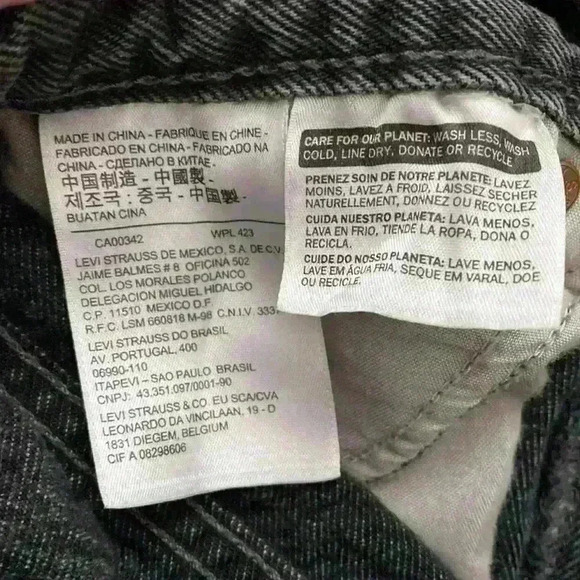 MADE IN CHINA - FABRIQUE EN CHINE -
FABRICADO EN CHINA - FABRICADO NA
CHINA - СДЕЛАНО В КИТАЕ -
中国制造 - 中國製 -
제조국 : 중국 - 中国製 -
BUATAN CINA
CA00342 WPL 423
LEVI STRAUSS DE MEXICO, S.A. DE C.V.
JAIME BALMES # 8 OFICINA 502
COL. LOS MORALES POLANCO
DELEGACION MIGUEL HIDALGO
C.P. 11510 MEXICO D.F.
R.F.C. LSM 660818 M-98 C.N.I.V. 333
LEVI STRAUSS DO BRASIL
AV. PORTUGAL, 400
06990-110
ITAPEVI – SAO PAULO BRASIL
CNPJ: 43.351.097/0001-90
LEVI STRAUSS & CO. EU SCA/CVA
LEONARDO DA VINCILAAN, 19 - D
1831 DIEGEM, BELGIUM
CIF A 08298606
CARE FOR OUR PLANET: WASH LESS, WASH
COLD, LINE DRY, DONATE OR RECYCLE
PRENEZ SOIN DE NOTRE PLANETE: LAVEZ
MOINS, LAVEZ À FROID, LAISSEZ SÉCHER
NATURELLEMENT, DONNEZ OU RECYCLEZ
CUIDA NUESTRO PLANETA: LAVA MENOS,
LAVA EN FRIO, TIENDE LA ROPA, DONA O
RECICLA.
CUIDE DO NOSSO PLANETA: LAVE MENOS,
LAVE EM ÁGUA FRIA, SEQUE EM VARAL, DOE
OU RECICLE.